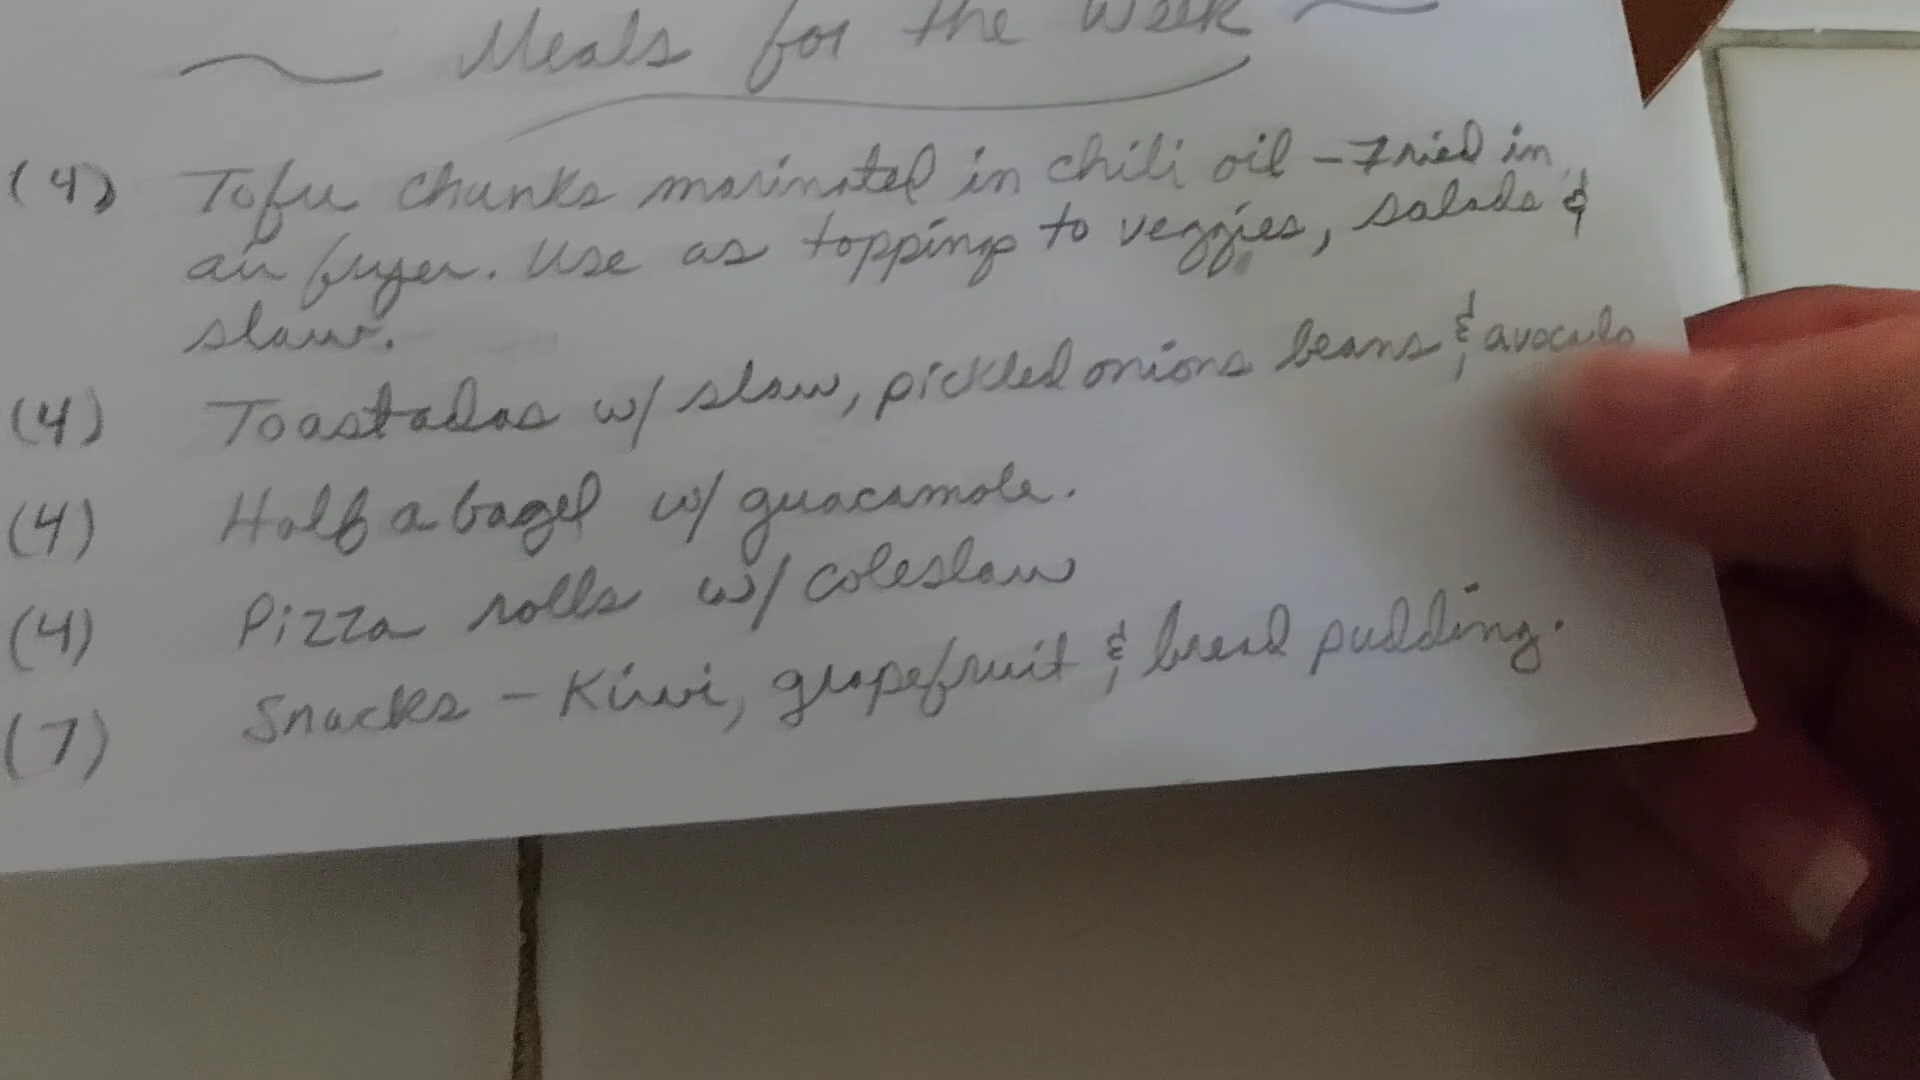 Meals for the Week
(4) Tofu chunks marinated in chili oil - Fried in
air fryer. Use as topping to veggies, salads &
slaw.
(4) Toastadas w/ slaw, pickled onions beans & avocado
(4) Half a bagel w/ guacamole.
(4) Pizza rolls w/ coleslaw
(7) Snacks - Kiwi, grapefruit & bread pudding.